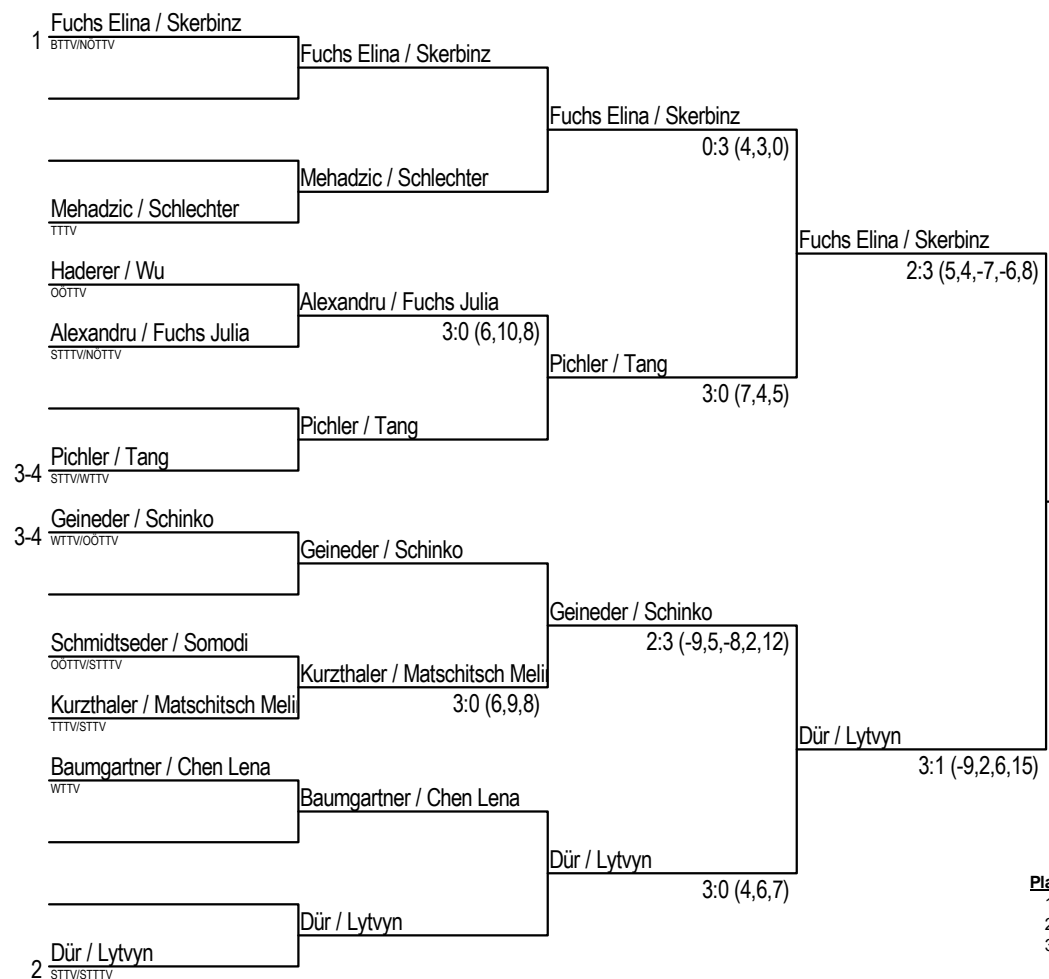 Fuchs Elina / Skerbinz
1 BTTV/NÖTTV
Fuchs Elina / Skerbinz
Fuchs Elina / Skerbinz
0:3 (4,3,0)
Mehadzic / Schlechter
Mehadzic / Schlechter
TTTV
Fuchs Elina / Skerbinz
2:3 (5,4,-7,-6,8)
Haderer / Wu
OÖTTV
Alexandru / Fuchs Julia
3:0 (6,10,8)
Alexandru / Fuchs Julia
STTTV/NÖTTV
Pichler / Tang
3:0 (7,4,5)
Pichler / Tang
Pichler / Tang
3-4 STTV/WTTV
Geineder / Schinko
3-4 WTTV/OÖTTV
Geineder / Schinko
Geineder / Schinko
2:3 (-9,5,-8,2,12)
Schmidtseder / Somodi
OÖTTV/STTTV
Kurzthaler / Matschitsch Meli
3:0 (6,9,8)
Kurzthaler / Matschitsch Meli
TTTV/STTV
Dür / Lytvyn
3:1 (-9,2,6,15)
Baumgartner / Chen Lena
WTTV
Baumgartner / Chen Lena
Dür / Lytvyn
3:0 (4,6,7)
Dür / Lytvyn
Dür / Lytvyn
2 STTV/STTTV
Pla
1
2
3